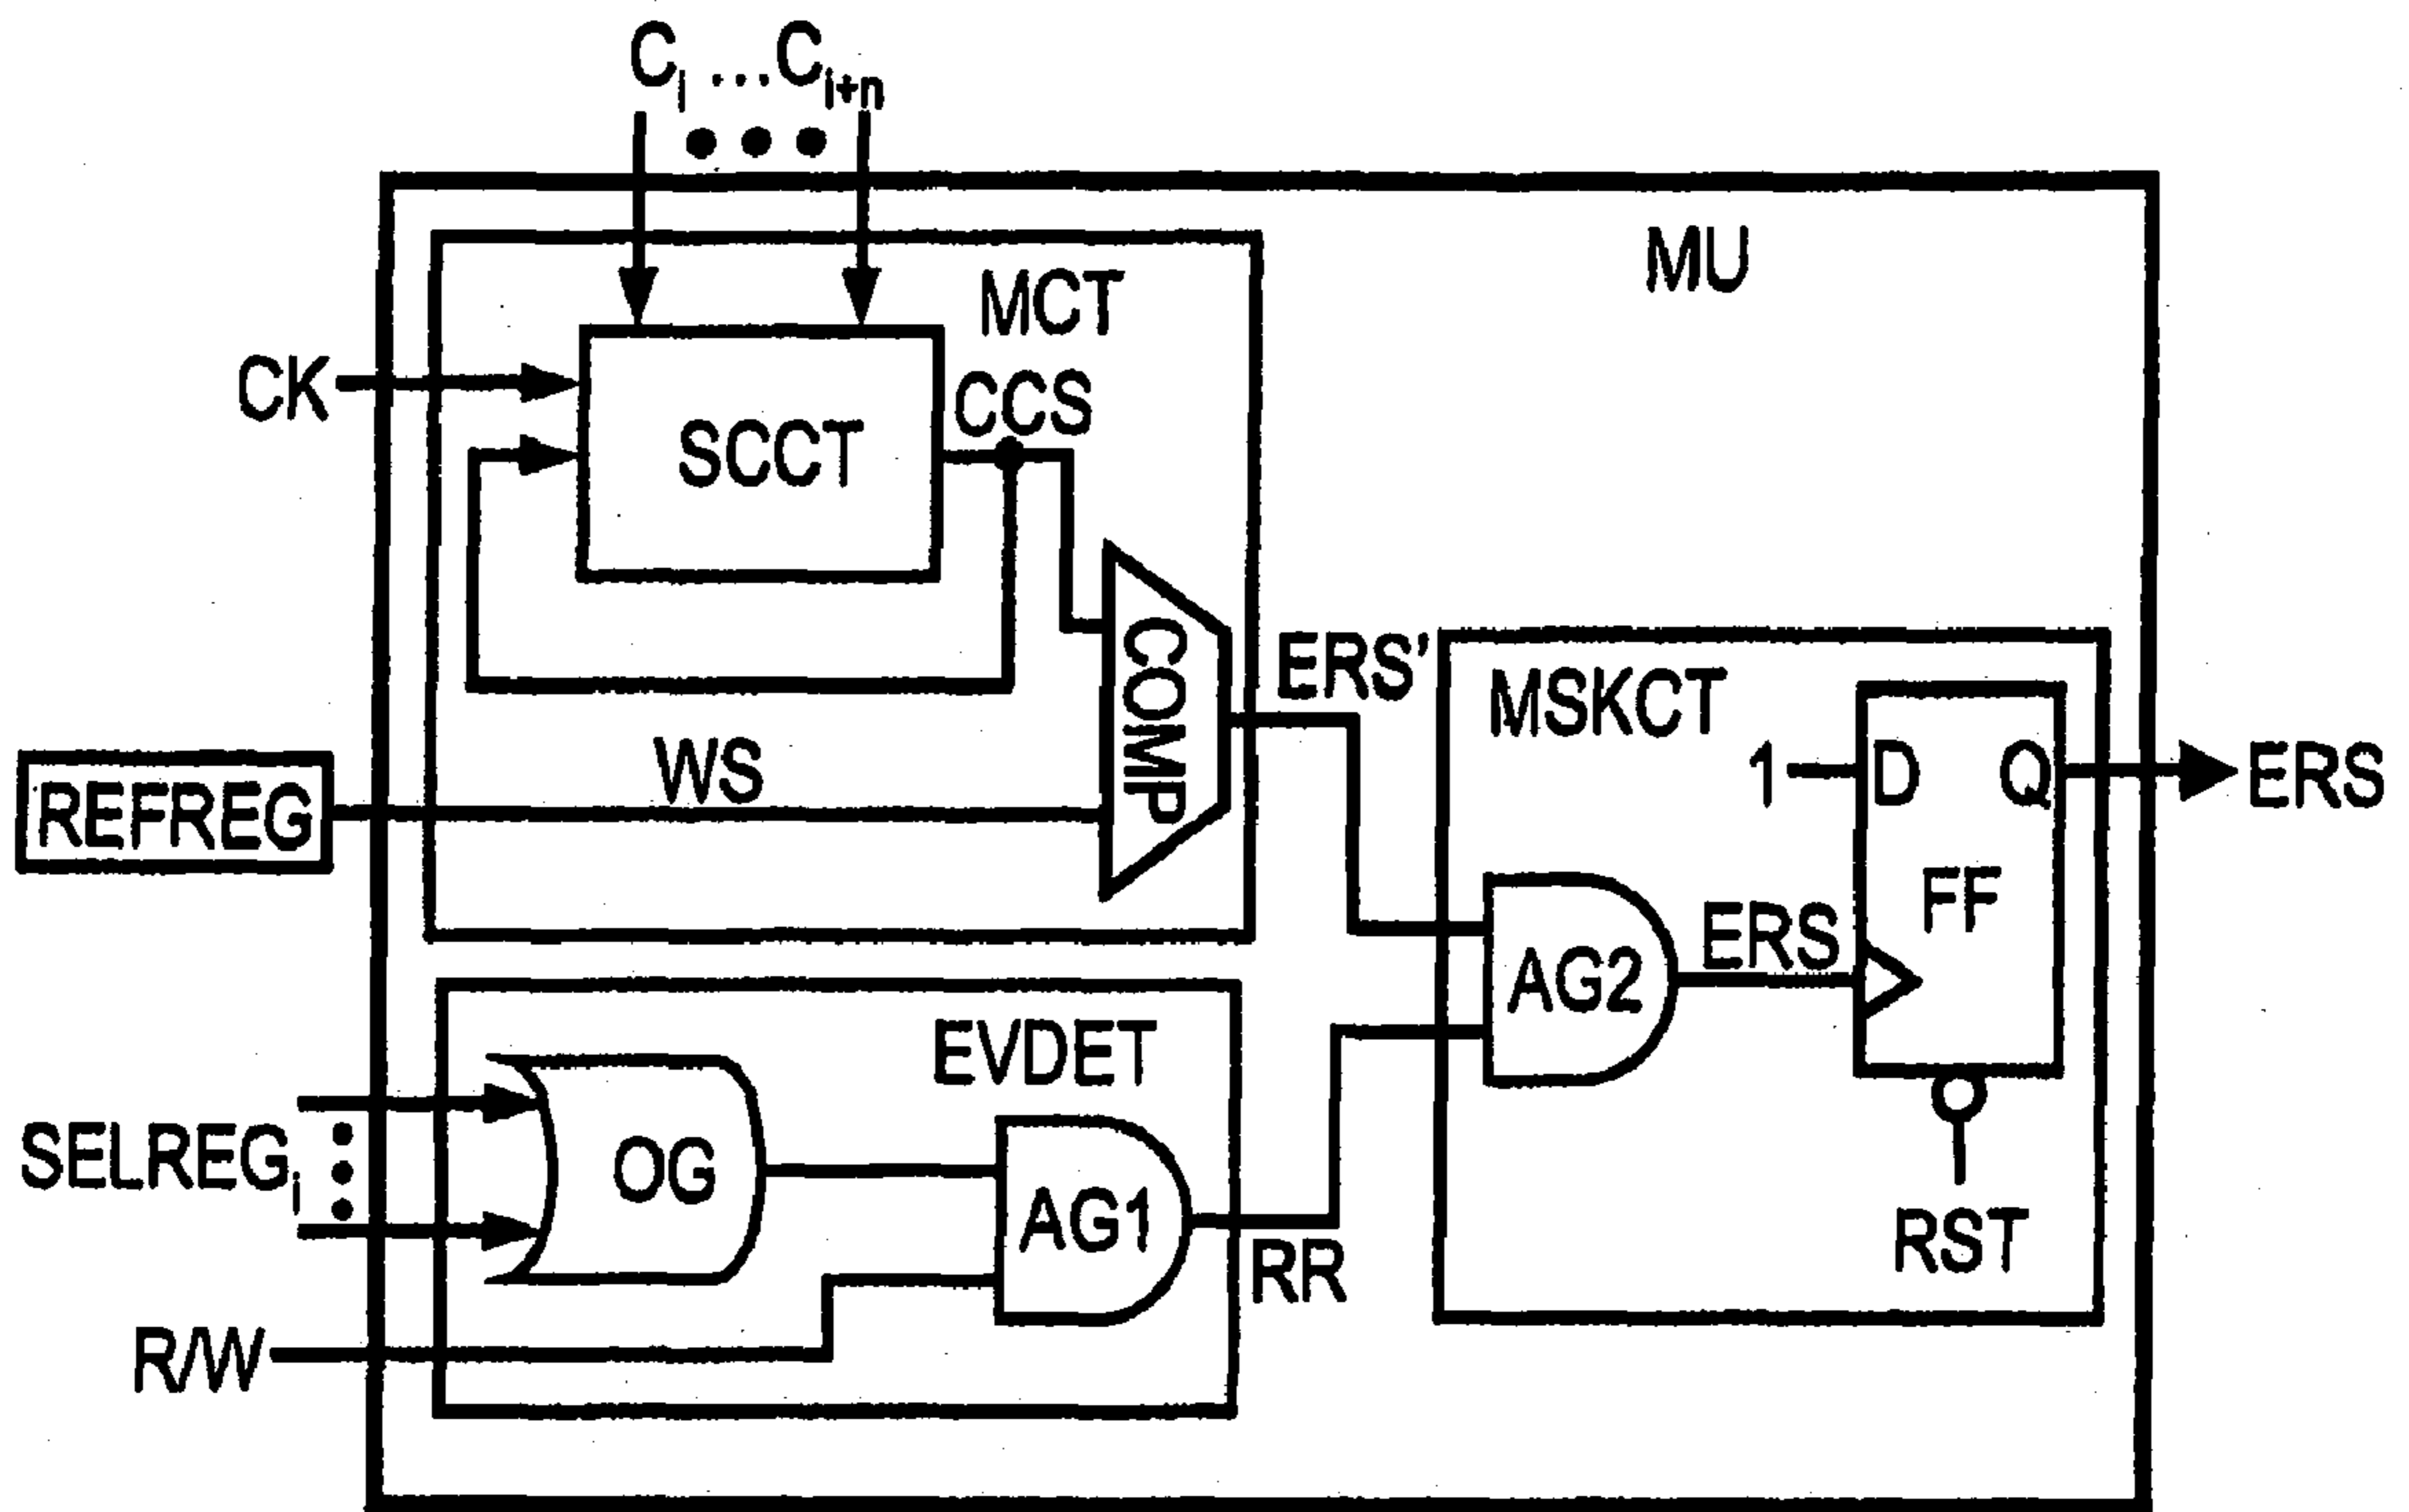 Ci ...Ci+n
MU
MCT
CK
CCS
SCCT
COMP
ERS'
MSKCT
WS
REFREG
1
D
Q
ERS
FF
AG2
ERS
EVDET
SELREGi
OG
AG1
RR
RST
R/W